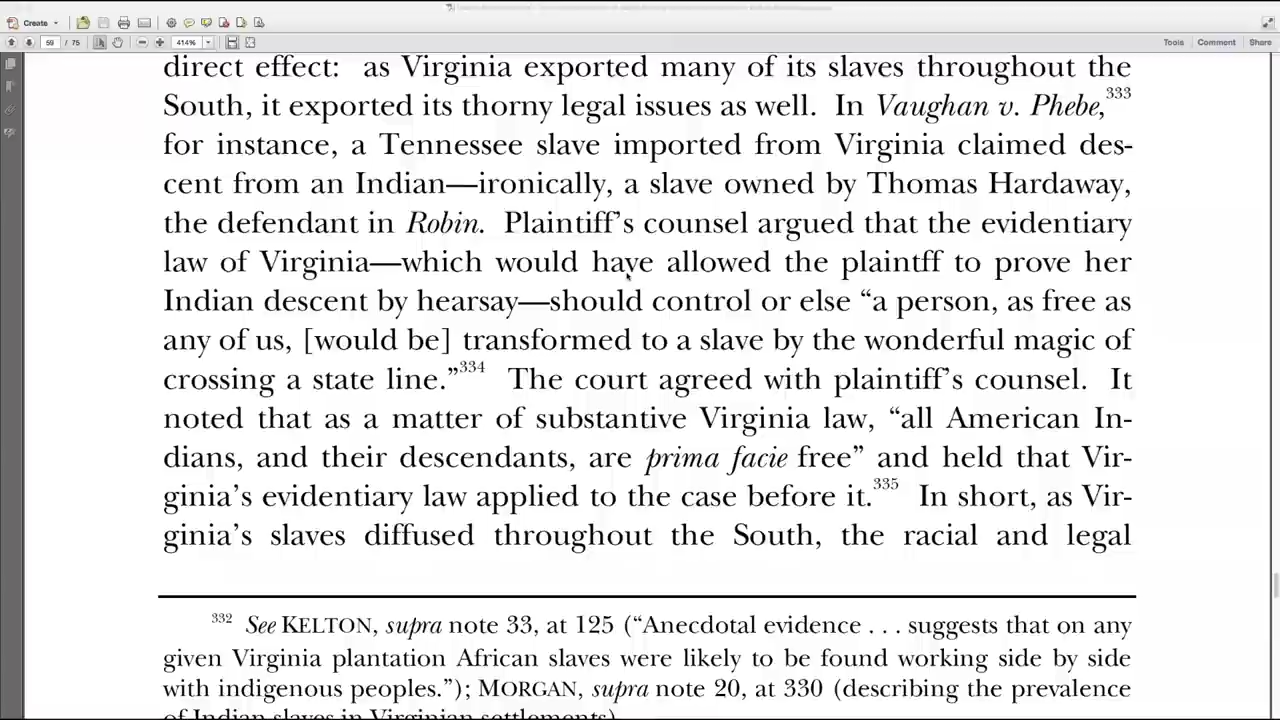 Create
59 / 75
414%
Tools Comment Share
direct effect: as Virginia exported many of its slaves throughout the
South, it exported its thorny legal issues as well. In Vaughan v. Phebe,333
for instance, a Tennessee slave imported from Virginia claimed des-
cent from an Indian—ironically, a slave owned by Thomas Hardaway,
the defendant in Robin. Plaintiff’s counsel argued that the evidentiary
law of Virginia—which would have allowed the plaintff to prove her
Indian descent by hearsay—should control or else “a person, as free as
any of us, [would be] transformed to a slave by the wonderful magic of
crossing a state line.”334 The court agreed with plaintiff’s counsel. It
noted that as a matter of substantive Virginia law, “all American In-
dians, and their descendants, are prima facie free” and held that Vir-
ginia’s evidentiary law applied to the case before it.335 In short, as Vir-
ginia’s slaves diffused throughout the South, the racial and legal
332 See KELTON, supra note 33, at 125 (“Anecdotal evidence . . . suggests that on any
given Virginia plantation African slaves were likely to be found working side by side
with indigenous peoples.”); MORGAN, supra note 20, at 330 (describing the prevalence
of Indian slaves in Virginian settlements)